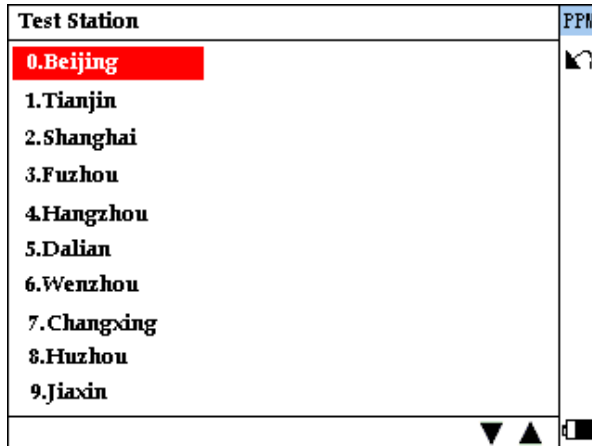 Test Station
PPM
0.Beijing
1.Tianjin
2.Shanghai
3.Fuzhou
4.Hangzhou
5.Dalian
6.Wenzhou
7.Changxing
8.Huzhou
9.Jiaxin